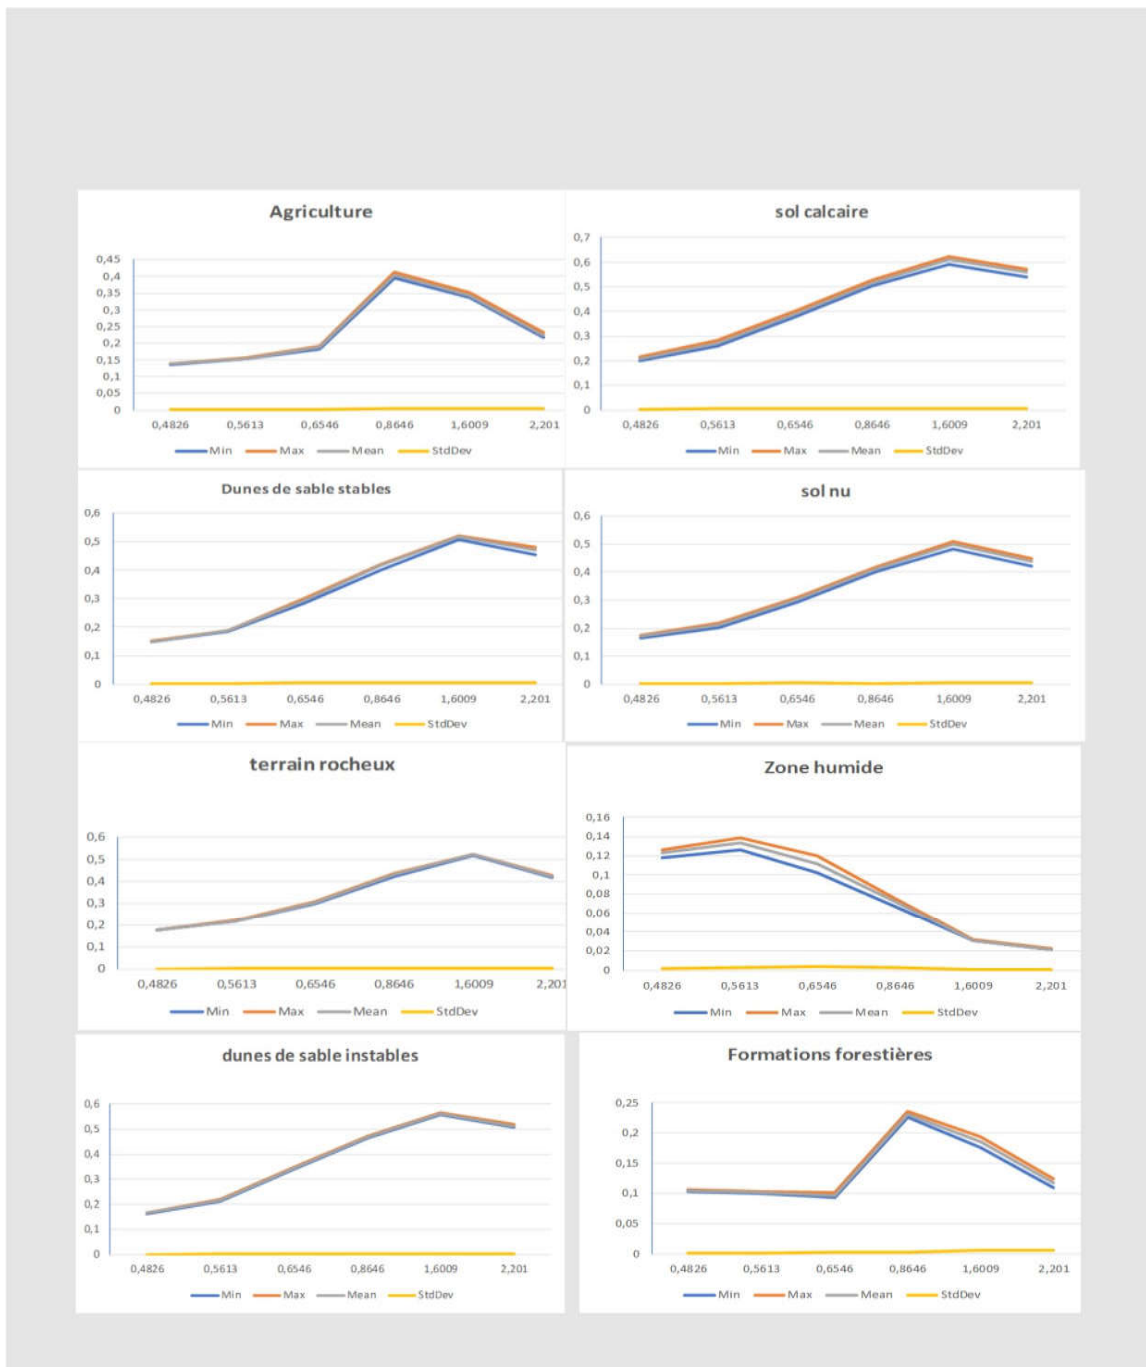 Agriculture
0,45
0,4
0,35
0,3
0,25
0,2
0,15
0,1
0,05
0
0,4826 0,5613 0,6546 0,8646 1,6009 2,201
Min Max Mean StdDev
sol calcaire
0,7
0,6
0,5
0,4
0,3
0,2
0,1
0
0,4826 0,5613 0,6546 0,8646 1,6009 2,201
Min Max Mean StdDev
Dunes de sable stables
0,6
0,5
0,4
0,3
0,2
0,1
0
0,4826 0,5613 0,6546 0,8646 1,6009 2,201
Min Max Mean StdDev
sol nu
0,6
0,5
0,4
0,3
0,2
0,1
0
0,4826 0,5613 0,6546 0,8646 1,6009 2,201
Min Max Mean StdDev
terrain rocheux
0,6
0,5
0,4
0,3
0,2
0,1
0
0,4826 0,5613 0,6546 0,8646 1,6009 2,201
Min Max Mean StdDev
Zone humide
0,16
0,14
0,12
0,1
0,08
0,06
0,04
0,02
0
0,4826 0,5613 0,6546 0,8646 1,6009 2,201
Min Max Mean StdDev
dunes de sable instables
0,6
0,5
0,4
0,3
0,2
0,1
0
0,4826 0,5613 0,6546 0,8646 1,6009 2,201
Min Max Mean StdDev
Formations forestières
0,25
0,2
0,15
0,1
0,05
0
0,4826 0,5613 0,6546 0,8646 1,6009 2,201
Min Max Mean StdDev